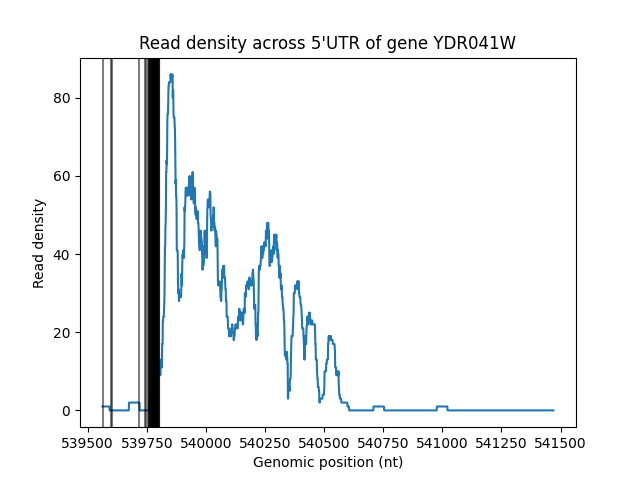 Read density across 5'UTR of gene YDR041W
80
60
40
20
0
Read density
539500 539750 540000 540250 540500 540750 541000 541250 541500
Genomic position (nt)